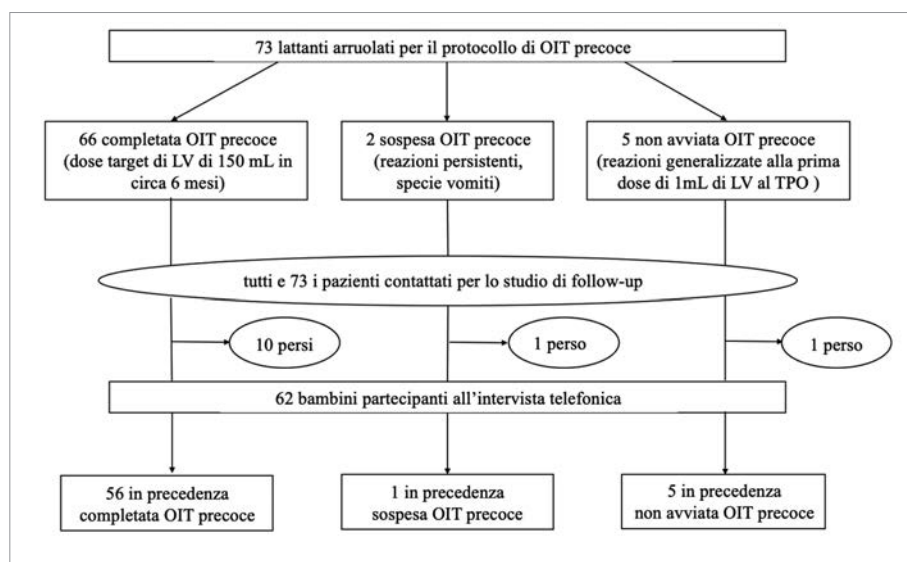 73 lattanti arruolati per il protocollo di OIT precoce
66 completata OIT precoce
(dose target di LV di 150 mL in
circa 6 mesi)
2 sospesa OIT precoce
(reazioni persistenti,
specie vomiti)
5 non avviata OIT precoce
(reazioni generalizzate alla prima
dose di 1mL di LV al TPO )
tutti e 73 i pazienti contattati per lo studio di follow-up
10 persi
1 perso
1 perso
62 bambini partecipanti all'intervista telefonica
56 in precedenza
completata OIT precoce
1 in precedenza
sospesa OIT precoce
5 in precedenza
non avviata OIT precoce